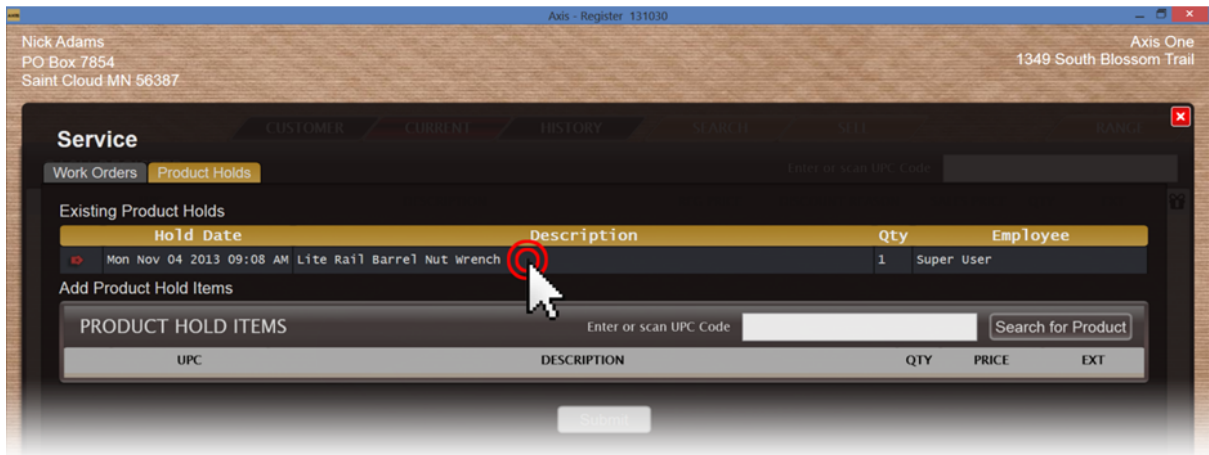 AXIS
Axis - Register 131030
Nick Adams
PO Box 7854
Saint Cloud MN 56387
Axis One
1349 South Blossom Trail
CUSTOMER CURRENT HISTORY SEARCH SELL RANGE
Service
Work Orders Product Holds
Enter or scan UPC Code
Existing Product Holds
Hold Date Description Qty Employee
Mon Nov 04 2013 09:08 AM Lite Rail Barrel Nut Wrench 1 Super User
Add Product Hold Items
PRODUCT HOLD ITEMS Enter or scan UPC Code Search for Product
UPC DESCRIPTION QTY PRICE EXT
Submit